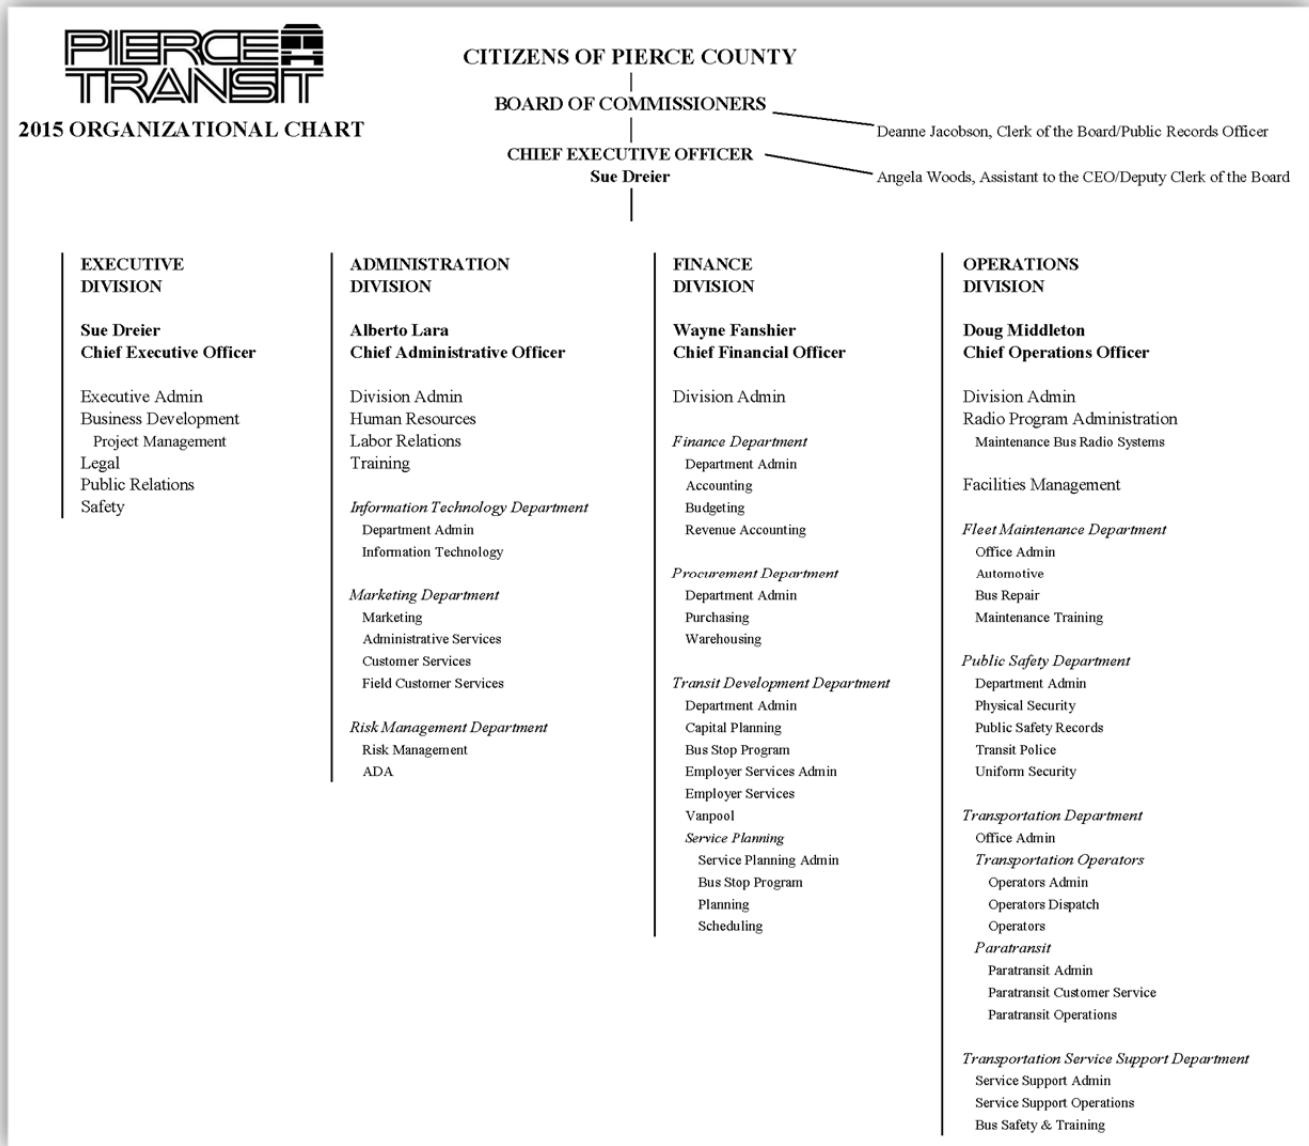 PIERCE
TRANSIT
2015 ORGANIZATIONAL CHART
CITIZENS OF PIERCE COUNTY
BOARD OF COMMISSIONERS
Deanne Jacobson, Clerk of the Board/Public Records Officer
CHIEF EXECUTIVE OFFICER
Sue Dreier
Angela Woods, Assistant to the CEO/Deputy Clerk of the Board
EXECUTIVE
DIVISION
Sue Dreier
Chief Executive Officer
Executive Admin
Business Development
Project Management
Legal
Public Relations
Safety
ADMINISTRATION
DIVISION
Alberto Lara
Chief Administrative Officer
Division Admin
Human Resources
Labor Relations
Training
Information Technology Department
Department Admin
Information Technology
Marketing Department
Marketing
Administrative Services
Customer Services
Field Customer Services
Risk Management Department
Risk Management
ADA
FINANCE
DIVISION
Wayne Fanshier
Chief Financial Officer
Division Admin
Finance Department
Department Admin
Accounting
Budgeting
Revenue Accounting
Procurement Department
Department Admin
Purchasing
Warehousing
Transit Development Department
Department Admin
Capital Planning
Bus Stop Program
Employer Services Admin
Employer Services
Vanpool
Service Planning
Service Planning Admin
Bus Stop Program
Planning
Scheduling
OPERATIONS
DIVISION
Doug Middleton
Chief Operations Officer
Division Admin
Radio Program Administration
Maintenance Bus Radio Systems
Facilities Management
Fleet Maintenance Department
Office Admin
Automotive
Bus Repair
Maintenance Training
Public Safety Department
Department Admin
Physical Security
Public Safety Records
Transit Police
Uniform Security
Transportation Department
Office Admin
Transportation Operators
Operators Admin
Operators Dispatch
Operators
Paratransit
Paratransit Admin
Paratransit Customer Service
Paratransit Operations
Transportation Service Support Department
Service Support Admin
Service Support Operations
Bus Safety & Training